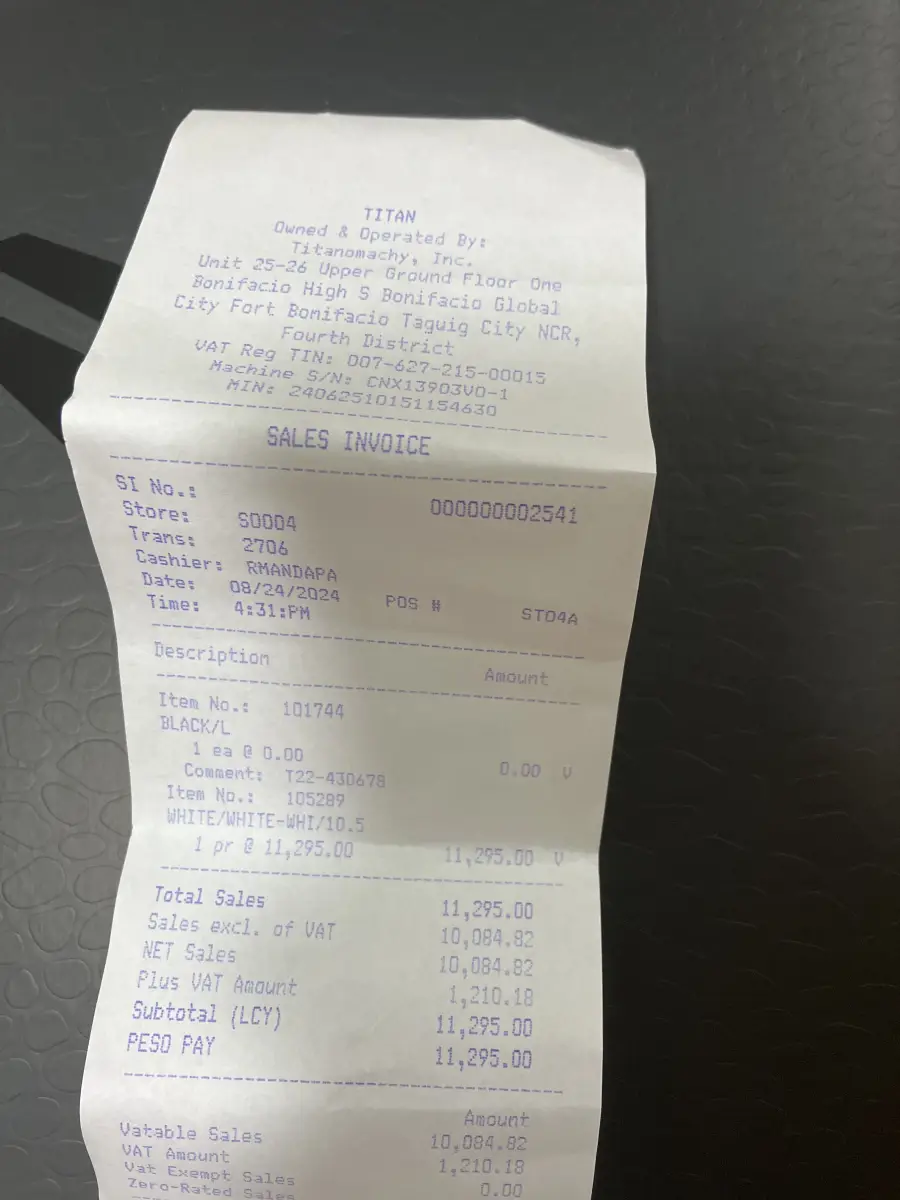 TITAN
Owned & Operated By:
Titanomachy, Inc.
Unit 25-26 Upper Ground Floor One
Bonifacio High S Bonifacio Global
City Fort Bonifacio Taguig City NCR,
Fourth District
VAT Reg TIN: 007-627-215-00015
Machine S/N: CNX13903V0-1
MIN: 24062510151154630
SALES INVOICE
SI No.: 000000002541
Store: S0004
Trans: 2706
Cashier: RMANDAPA
Date: 08/24/2024 POS #
Time: 4:31:PM ST04A
Description Amount
Item No.: 101744
BLACK/L
1 ea @ 0.00 0.00 V
Comment: T22-430678
Item No.: 105289
WHITE/WHITE-WHI/10.5
1 pr @ 11,295.00 11,295.00 V
Total Sales 11,295.00
Sales excl. of VAT 10,084.82
NET Sales 10,084.82
Plus VAT Amount 1,210.18
Subtotal (LCY) 11,295.00
PESO PAY 11,295.00
Amount
Vatable Sales 10,084.82
VAT Amount 1,210.18
Vat Exempt Sales 0.00
Zero-Rated Sales